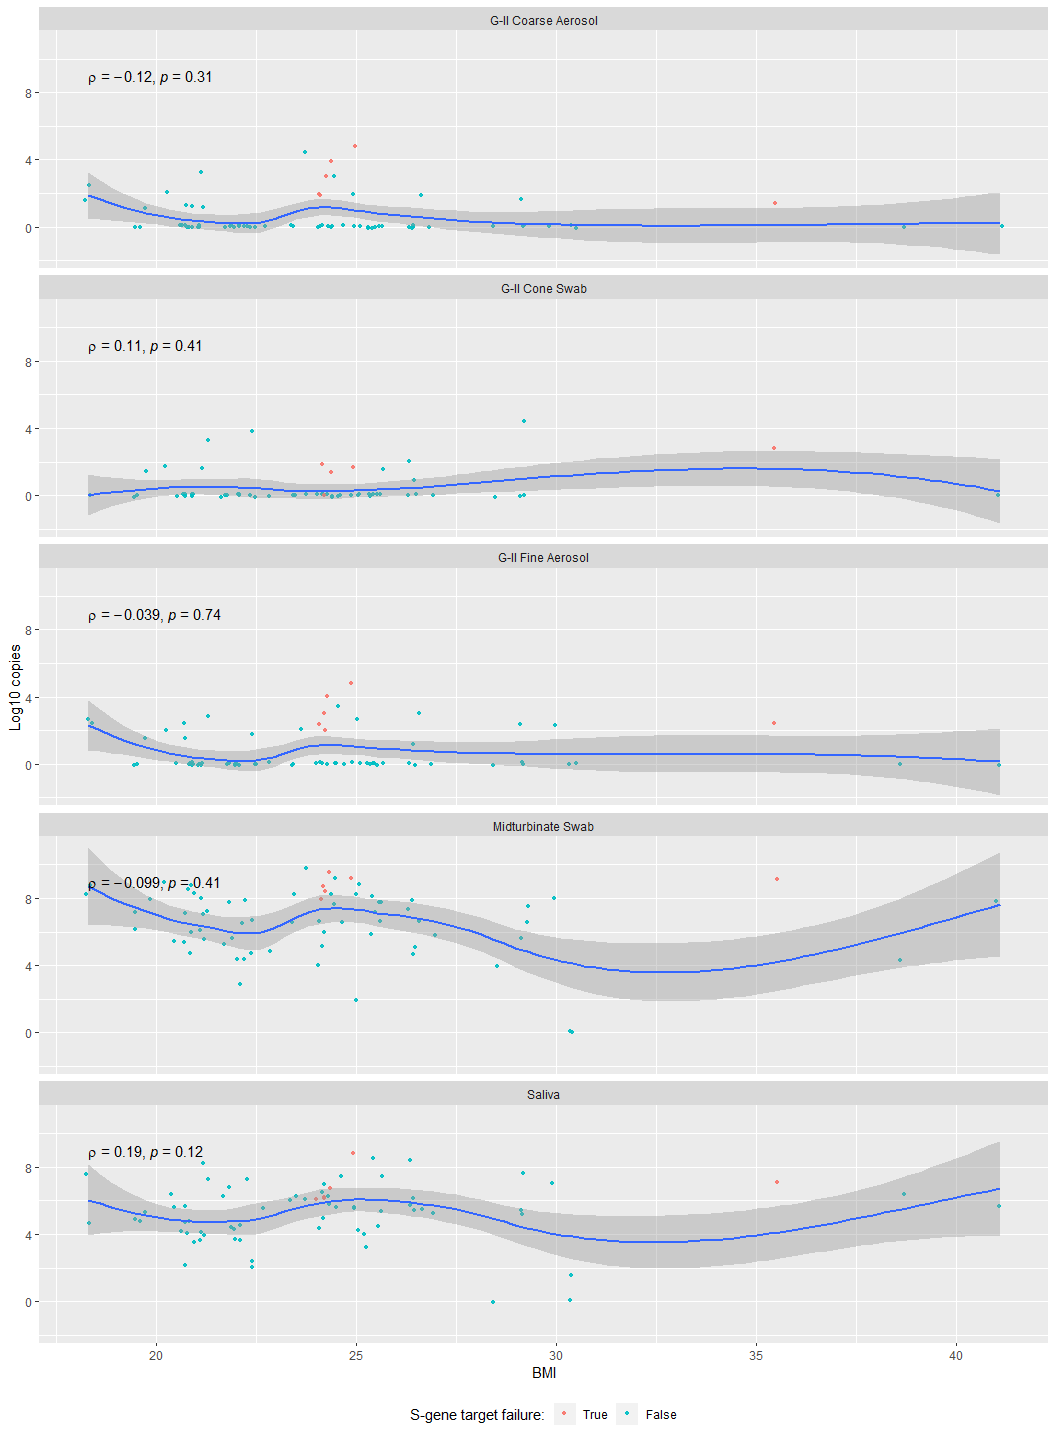 G-II Coarse Aerosol
ρ = −0.12, p = 0.31
8
4
0
G-II Cone Swab
ρ = 0.11, p = 0.41
8
4
0
G-II Fine Aerosol
ρ = −0.039, p = 0.74
8
4
0
Log10 copies
Midturbinate Swab
ρ = −0.099, p = 0.41
8
4
0
Saliva
ρ = 0.19, p = 0.12
8
4
0
20 25 30 35 40
BMI
S-gene target failure: True False